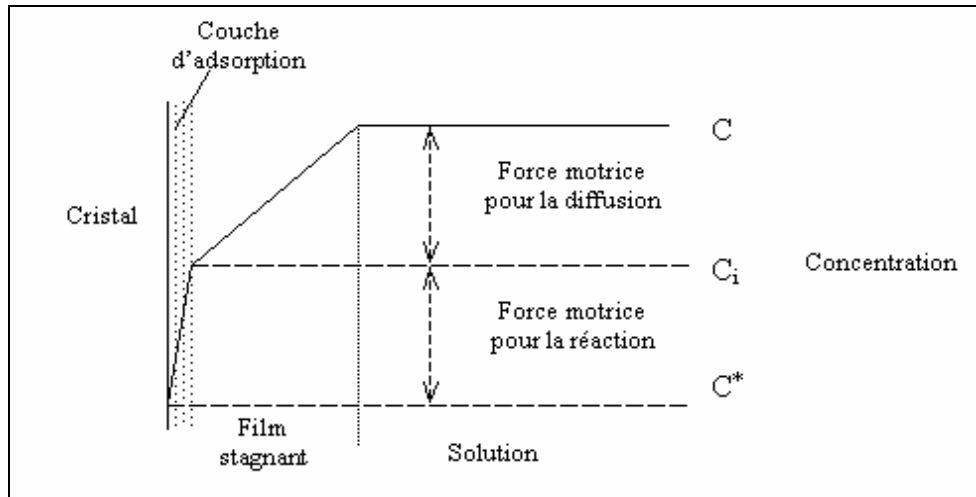 Couche
d'adsorption
C
Force motrice
pour la diffusion
Cristal
Ci
Concentration
Force motrice
pour la réaction
C*
Film
stagnant
Solution